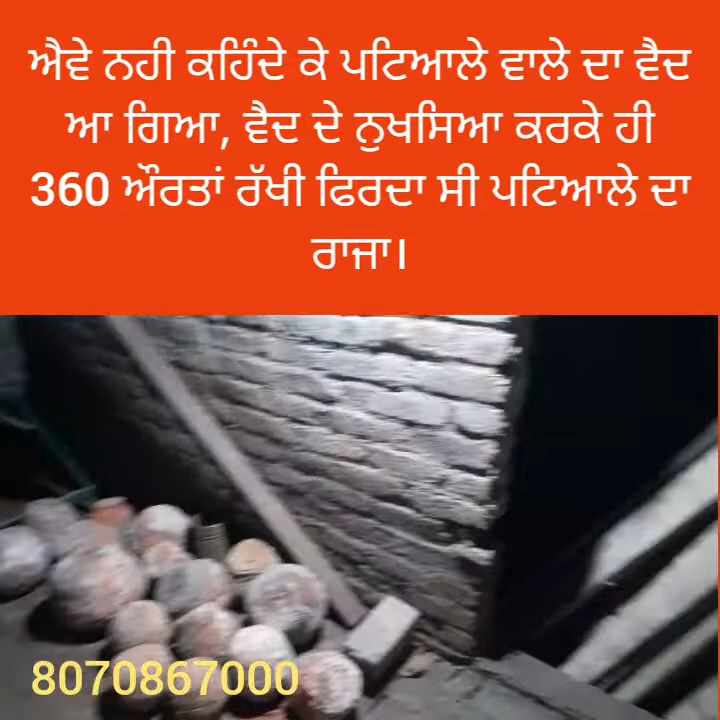 ਐਵੇ ਨਹੀ ਕਹਿੰਦੇ ਕੇ ਪਟਿਆਲੇ ਵਾਲੇ ਦਾ ਵੈਦ
ਆ ਗਿਆ, ਵੈਦ ਦੇ ਨੁਖਸਿਆ ਕਰਕੇ ਹੀ
360 ਔਰਤਾਂ ਰੱਖੀ ਫਿਰਦਾ ਸੀ ਪਟਿਆਲੇ ਦਾ
ਰਾਜਾ।
8070867000